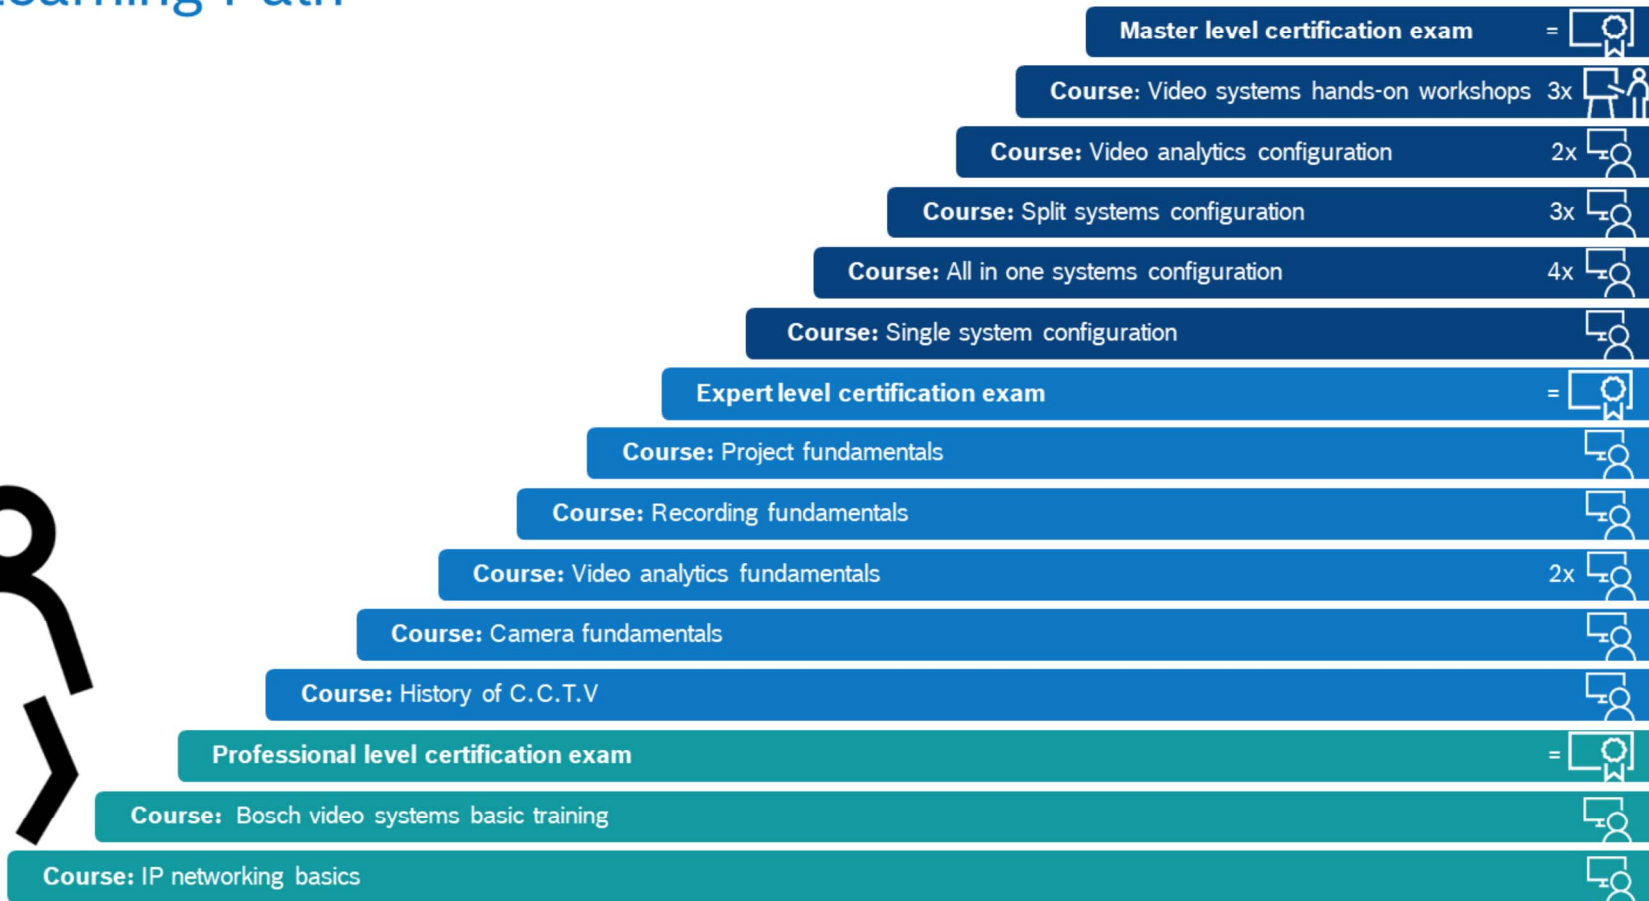 Learning Path
Master level certification exam =
Course: Video systems hands-on workshops 3x
Course: Video analytics configuration 2x
Course: Split systems configuration 3x
Course: All in one systems configuration 4x
Course: Single system configuration
Expert level certification exam =
Course: Project fundamentals
Course: Recording fundamentals
Course: Video analytics fundamentals 2x
Course: Camera fundamentals
Course: History of C.C.T.V
Professional level certification exam =
Course: Bosch video systems basic training
Course: IP networking basics